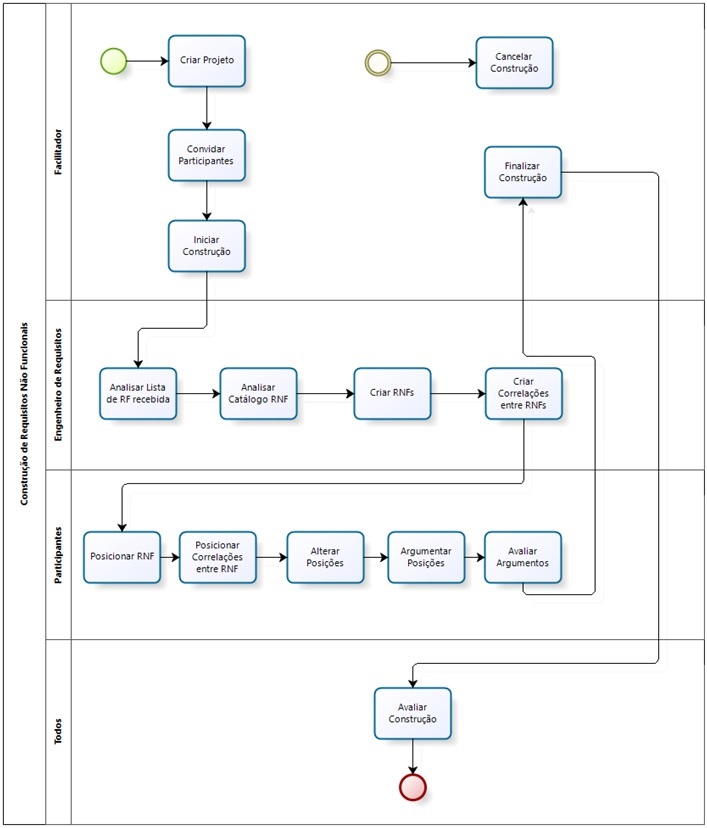 Construção de Requisitos Não Funcionais
Facilitador
Criar Projeto
Cancelar
Construção
Convidar
Participantes
Finalizar
Construção
Iniciar
Construção
Engenheiro de Requisitos
Analisar Lista
de RF recebida
Analisar
Catálogo RNF
Criar RNFs
Criar
Correlações
entre RNFs
Participantes
Posicionar RNF
Posicionar
Correlações
entre RNF
Alterar
Posições
Argumentar
Posições
Avaliar
Argumentos
Todos
Avaliar
Construção